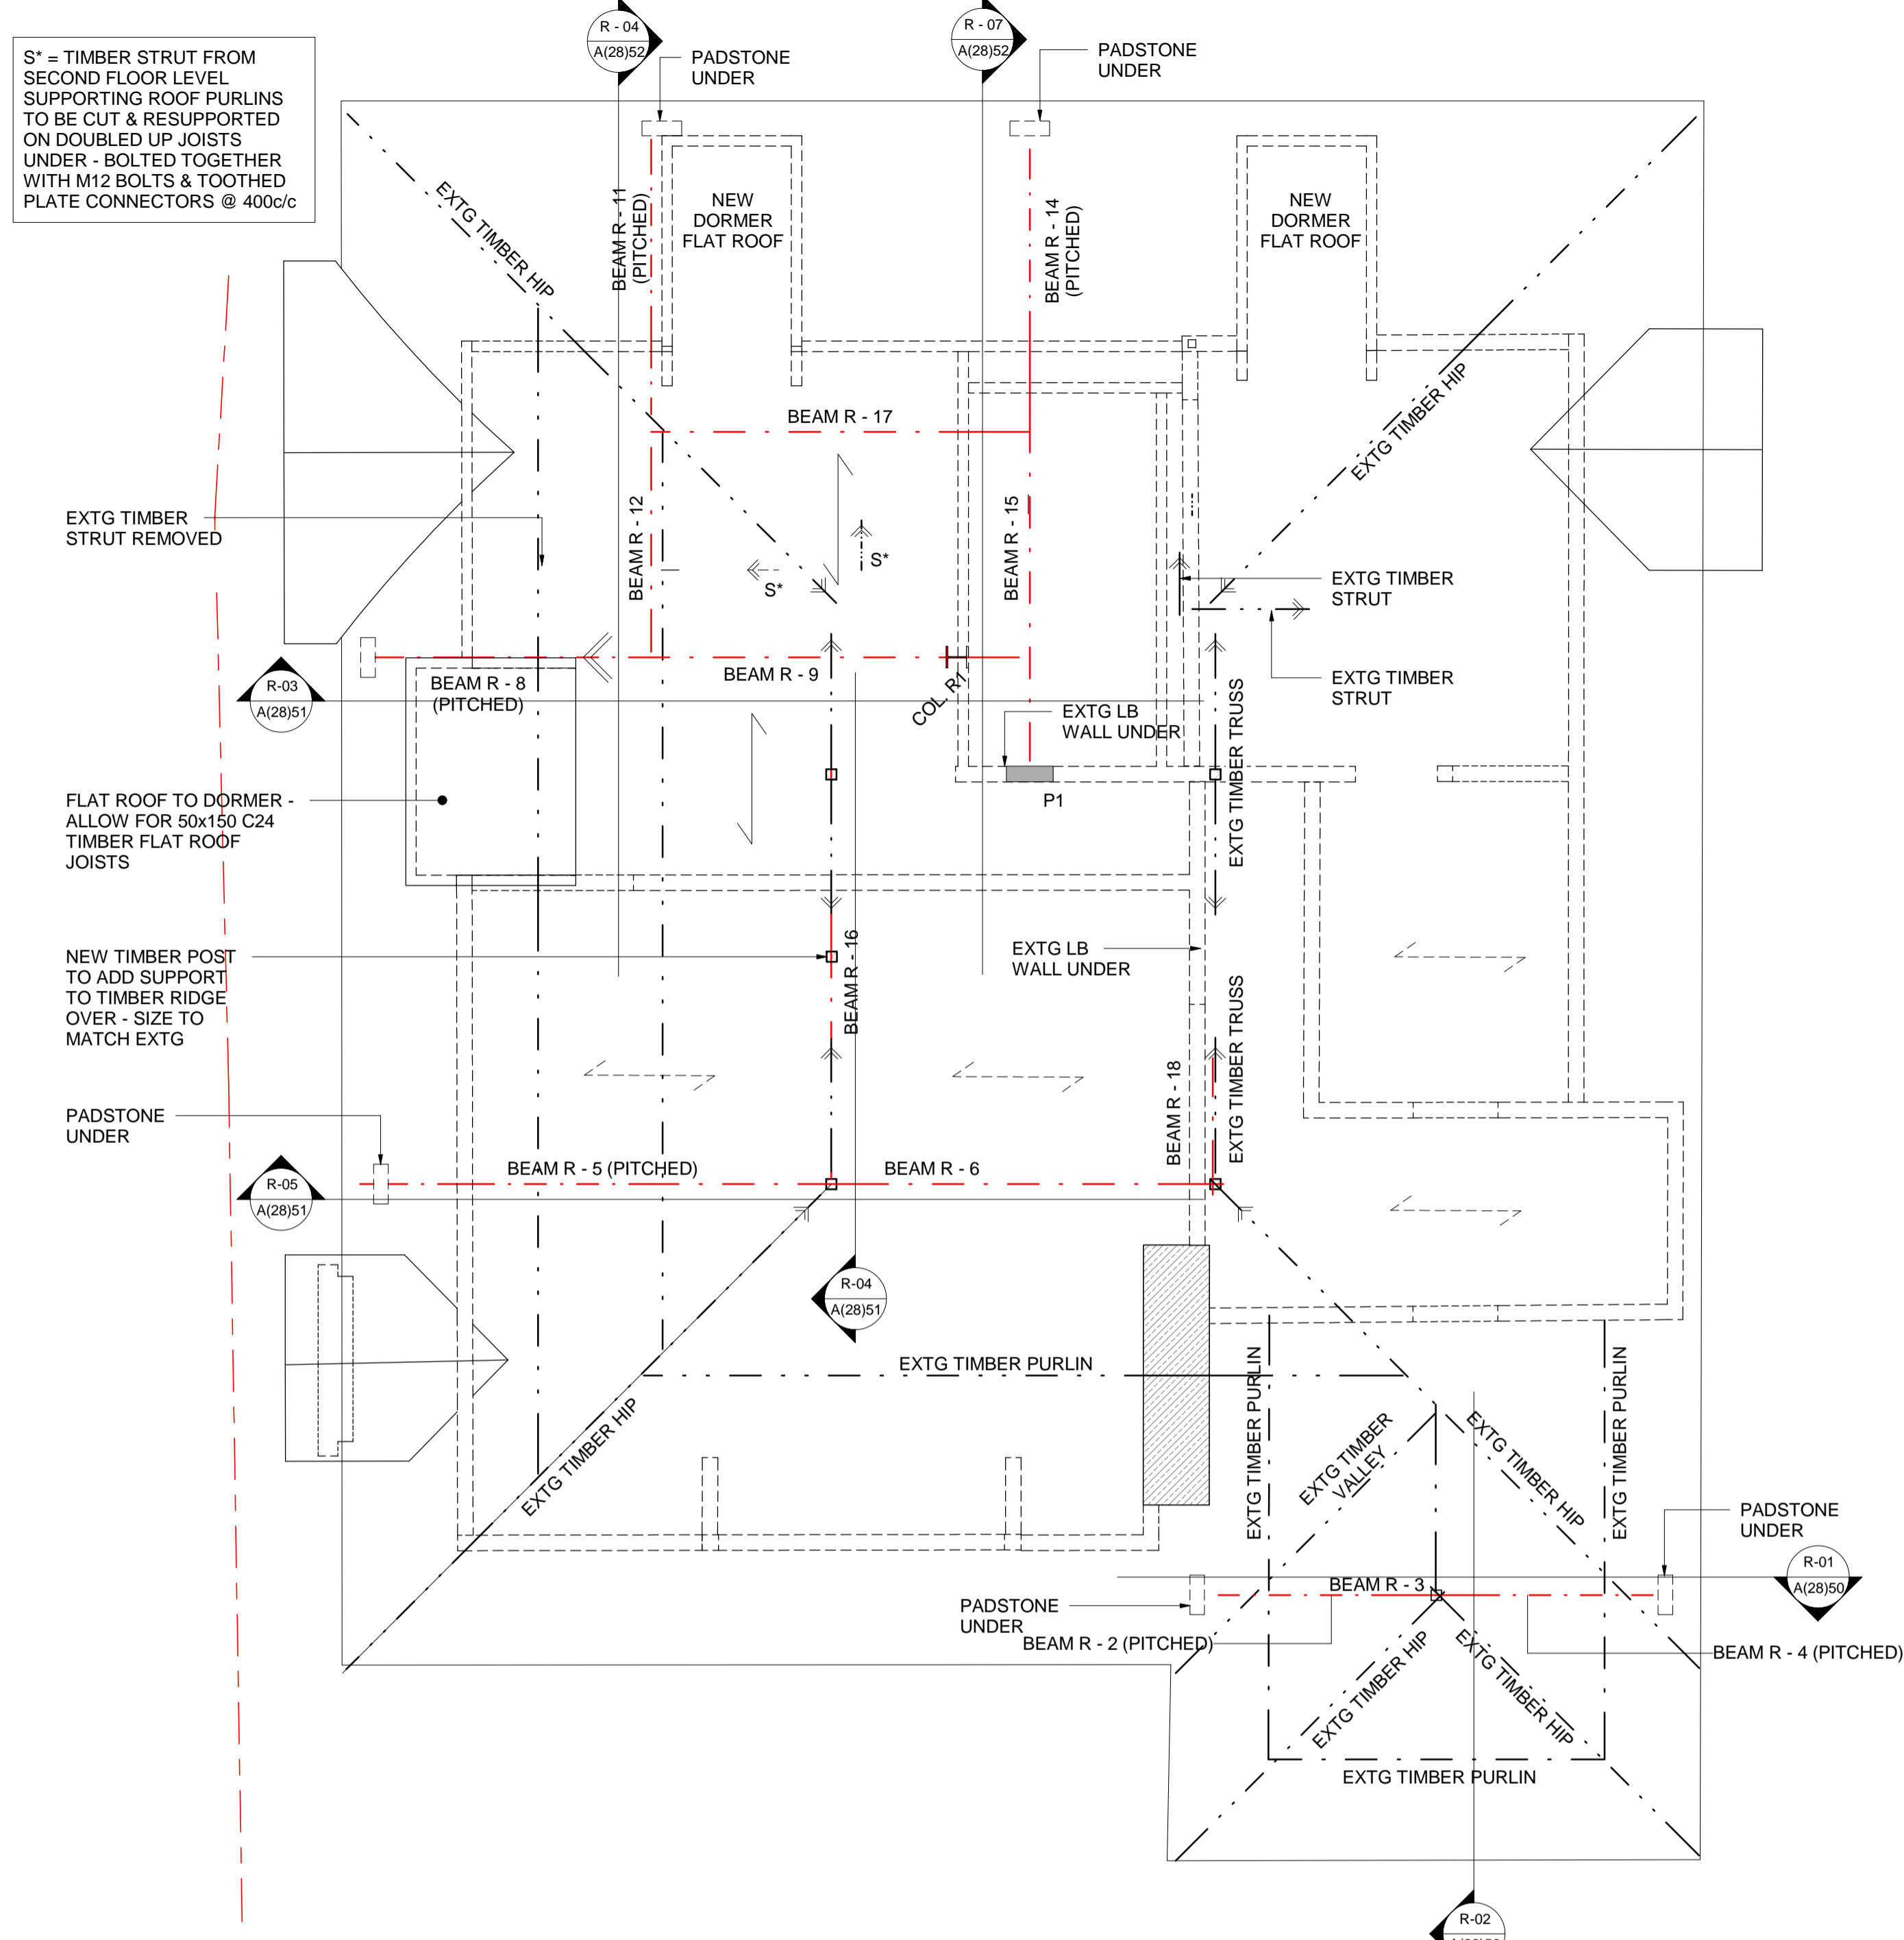 S* = TIMBER STRUT FROM
SECOND FLOOR LEVEL
SUPPORTING ROOF PURLINS
TO BE CUT & RESUPPORTED
ON DOUBLED UP JOISTS
UNDER - BOLTED TOGETHER
WITH M12 BOLTS & TOOTHED
PLATE CONNECTORS @ 400c/c
R - 04
A(28)52
PADSTONE
UNDER
R - 07
A(28)52
PADSTONE
UNDER
EXTG TIMBER HIP
BEAM R - 11
(PITCHED)
NEW
DORMER
FLAT ROOF
BEAM R - 14
(PITCHED)
NEW
DORMER
FLAT ROOF
EXTG TIMBER HIP
BEAM R - 17
EXTG TIMBER
STRUT REMOVED
BEAM R - 12
S*
S*
BEAM R - 15
EXTG TIMBER
STRUT
EXTG TIMBER
STRUT
R-03
A(28)51
BEAM R - 8
(PITCHED)
BEAM R - 9
COL. R1
EXTG LB
WALL UNDER
EXTG TIMBER TRUSS
P1
FLAT ROOF TO DORMER -
ALLOW FOR 50x150 C24
TIMBER FLAT ROOF
JOISTS
NEW TIMBER POST
TO ADD SUPPORT
TO TIMBER RIDGE
OVER - SIZE TO
MATCH EXTG
BEAM R - 16
EXTG LB
WALL UNDER
EXTG TIMBER TRUSS
BEAM R - 18
PADSTONE
UNDER
R-05
A(28)51
BEAM R - 5 (PITCHED)
BEAM R - 6
R-04
A(28)51
EXTG TIMBER PURLIN
EXTG TIMBER HIP
EXTG TIMBER PURLIN
EXTG TIMBER
VALLEY
EXTG TIMBER HIP
EXTG TIMBER PURLIN
PADSTONE
UNDER
R-01
A(28)50
BEAM R - 3
PADSTONE
UNDER
BEAM R - 2 (PITCHED)
BEAM R - 4 (PITCHED)
EXTG TIMBER HIP
EXTG TIMBER HIP
EXTG TIMBER PURLIN
R-02